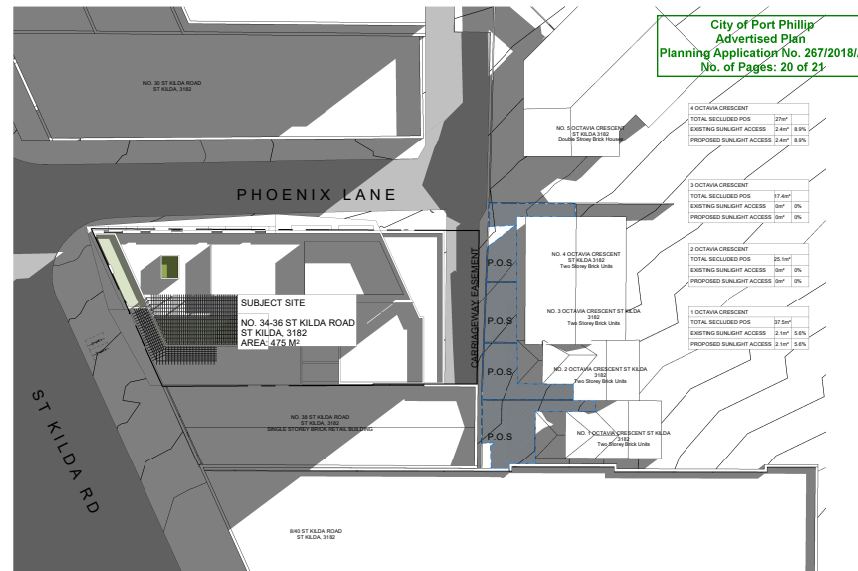 City of Port Phillip
Advertised Plan
Planning Application No. 267/2018/
No. of Pages: 20 of 21
NO. 30 ST KILDA ROAD
ST KILDA, 3182
NO. 5 OCTAVIA CRESCENT
ST KILDA 3182
Double Stroey Brick Houses
4 OCTAVIA CRESCENT
TOTAL SECLUDED POS 27m²
EXISTING SUNLIGHT ACCESS 2.4m² 8.9%
PROPOSED SUNLIGHT ACCESS 2.4m² 8.9%
3 OCTAVIA CRESCENT
TOTAL SECLUDED POS 17.4m²
EXISTING SUNLIGHT ACCESS 0m² 0%
PROPOSED SUNLIGHT ACCESS 0m² 0%
2 OCTAVIA CRESCENT
TOTAL SECLUDED POS 25.1m²
EXISTING SUNLIGHT ACCESS 0m² 0%
PROPOSED SUNLIGHT ACCESS 0m² 0%
1 OCTAVIA CRESCENT
TOTAL SECLUDED POS 37.5m²
EXISTING SUNLIGHT ACCESS 2.1m² 5.6%
PROPOSED SUNLIGHT ACCESS 2.1m² 5.6%
PHOENIX LANE
CARRIAGEWAY EASEMENT
P.O.S
P.O.S
P.O.S
P.O.S
NO. 4 OCTAVIA CRESCENT
ST KILDA 3182
Two Storey Brick Units
NO. 3 OCTAVIA CRESCENT ST KILDA
3182
Two Storey Brick Units
NO. 2 OCTAVIA CRESCENT ST KILDA
3182
Two Storey Brick Units
NO. 1 OCTAVIA CRESCENT ST KILDA
3182
Two Storey Brick Units
SUBJECT SITE
NO. 34-36 ST KILDA ROAD
ST KILDA, 3182
AREA: 475 M²
ST KILDA RD
NO. 38 ST KILDA ROAD
ST KILDA, 3182
SINGLE STOREY BRICK RETAIL BUILDING
8/40 ST KILDA ROAD
ST KILDA, 3182